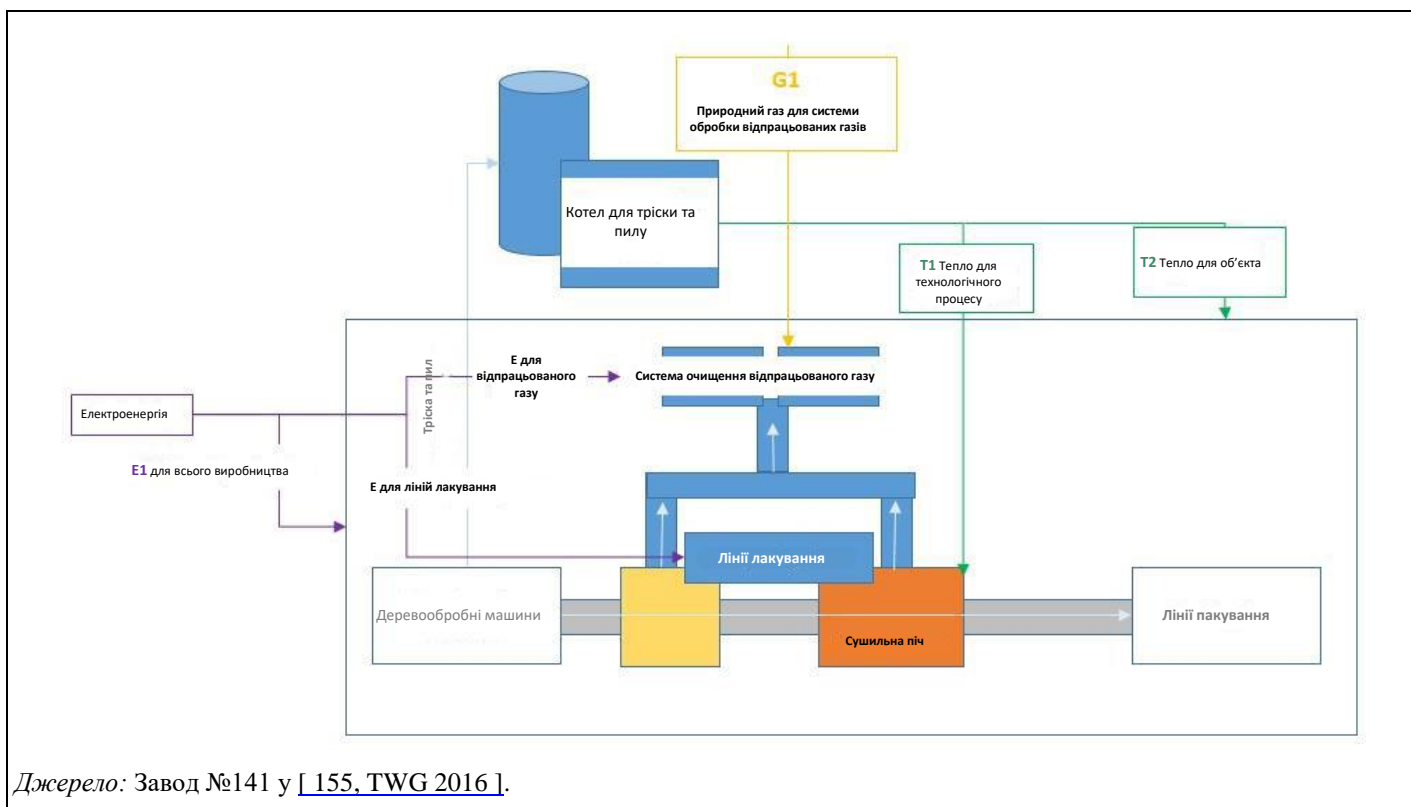 G1
Природний газ для системи
обробки відпрацьованих газів
Котел для тріски та
пилу
T1 Тепло для
технологічного
процесу
T2 Тепло для об’єкта
Тріска та пил
Е для
відпрацьованого
газу
Система очищення відпрацьованого газу
Електроенергія
E1 для всього виробництва
Е для ліній лакування
Лінії лакування
Деревообробні машини
Сушильна піч
Лінії пакування
Джерело: Завод №141 у [ 155, TWG 2016 ].